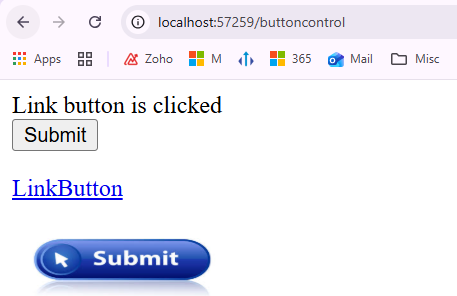 localhost:57259/buttoncontrol
Apps Zoho M 365 Mail Misc
Link button is clicked
Submit
LinkButton
Submit